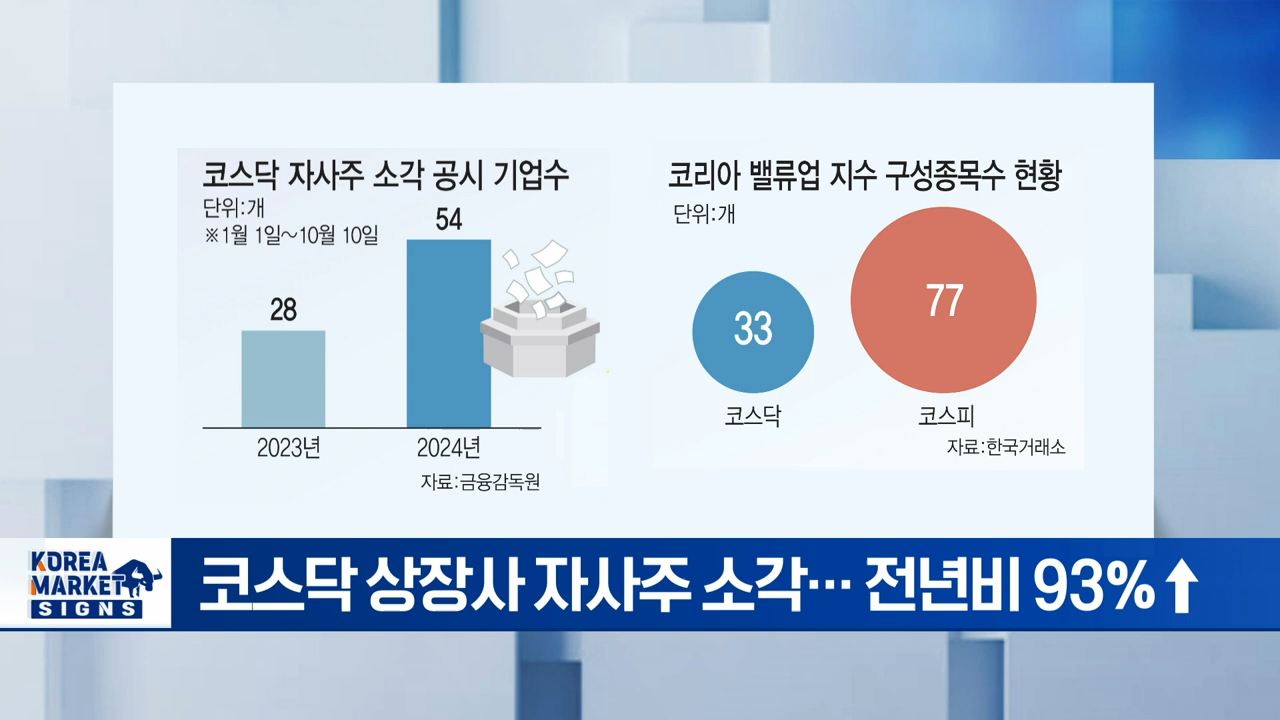 코스닥 자사주 소각 공시 기업수
단위:개
※1월 1일~10월 10일
28
54
2023년
2024년
자료:금융감독원
코리아 밸류업 지수 구성종목수 현황
단위:개
33
77
코스닥
코스피
자료:한국거래소
KOREA
MARKET
SIGNS
코스닥 상장사 자사주 소각… 전년비 93%↑